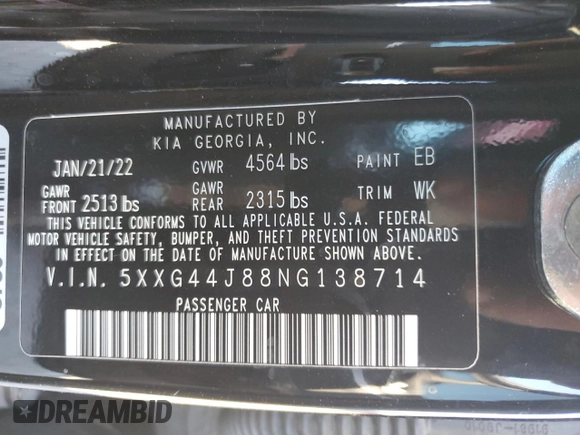 MANUFACTURED BY
KIA GEORGIA, INC.
JAN/21/22 GVWR 4564 lbs PAINT EB
GAWR FRONT 2513 lbs GAWR REAR 2315 lbs TRIM WK
THIS VEHICLE CONFORMS TO ALL APPLICABLE U.S.A. FEDERAL
MOTOR VEHICLE SAFETY, BUMPER, AND THEFT PREVENTION STANDARDS
IN EFFECT ON THE DATE OF MANUFACTURE SHOWN ABOVE.
V.I.N. 5XXG44J88NG138714
PASSENGER CAR
DREAMBID